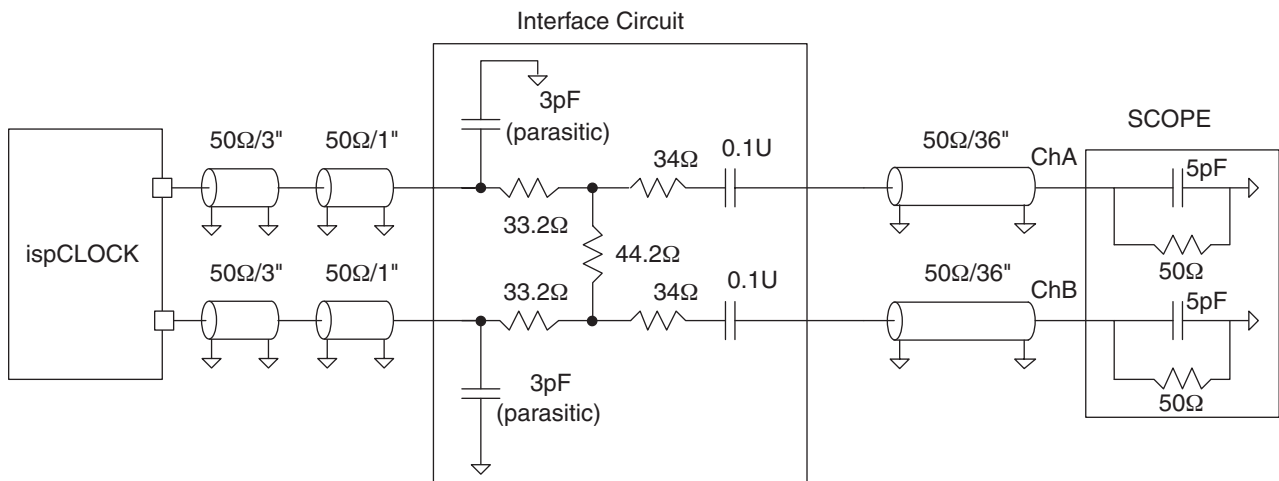 Interface Circuit
3pF
(parasitic)
SCOPE
50Ω/3"
50Ω/1"
34Ω
0.1U
50Ω/36"
ChA
5pF
33.2Ω
50Ω
ispCLOCK
44.2Ω
50Ω/3"
50Ω/1"
33.2Ω
34Ω
0.1U
50Ω/36"
ChB
5pF
3pF
(parasitic)
50Ω